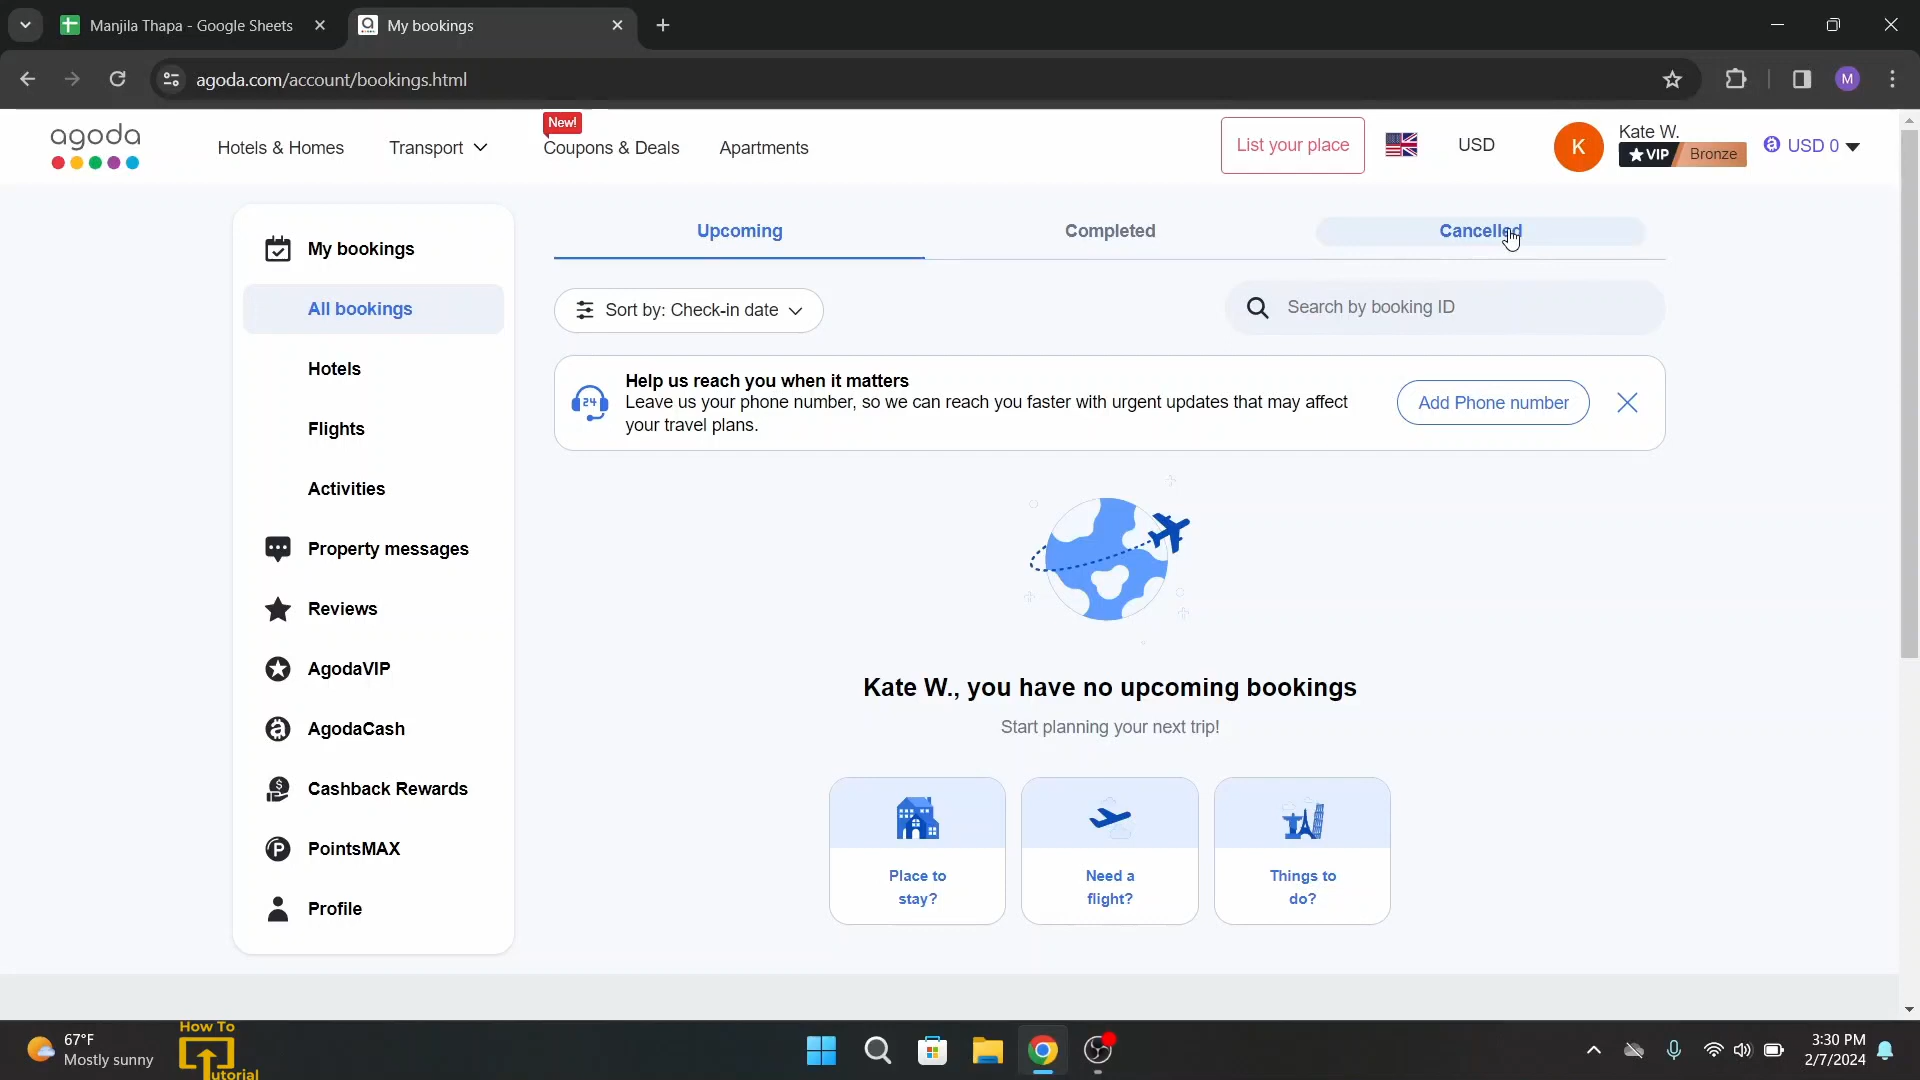 Manjila Thapa - Google Sheets
My bookings
agoda.com/account/bookings.html
M
agoda
Hotels & Homes
Transport
New!
Coupons & Deals
Apartments
List your place
USD
K
Kate W.
VIP Bronze
USD 0
My bookings
All bookings
Hotels
Flights
Activities
Property messages
Reviews
AgodaVIP
AgodaCash
Cashback Rewards
PointsMAX
Profile
Upcoming
Completed
Cancelled
Sort by: Check-in date
Search by booking ID
24
Help us reach you when it matters
Leave us your phone number, so we can reach you faster with urgent updates that may affect
your travel plans.
Add Phone number
Kate W., you have no upcoming bookings
Start planning your next trip!
Place to
stay?
Need a
flight?
Things to
do?
67°F
Mostly sunny
How To
utorial
3:30 PM
2/7/2024